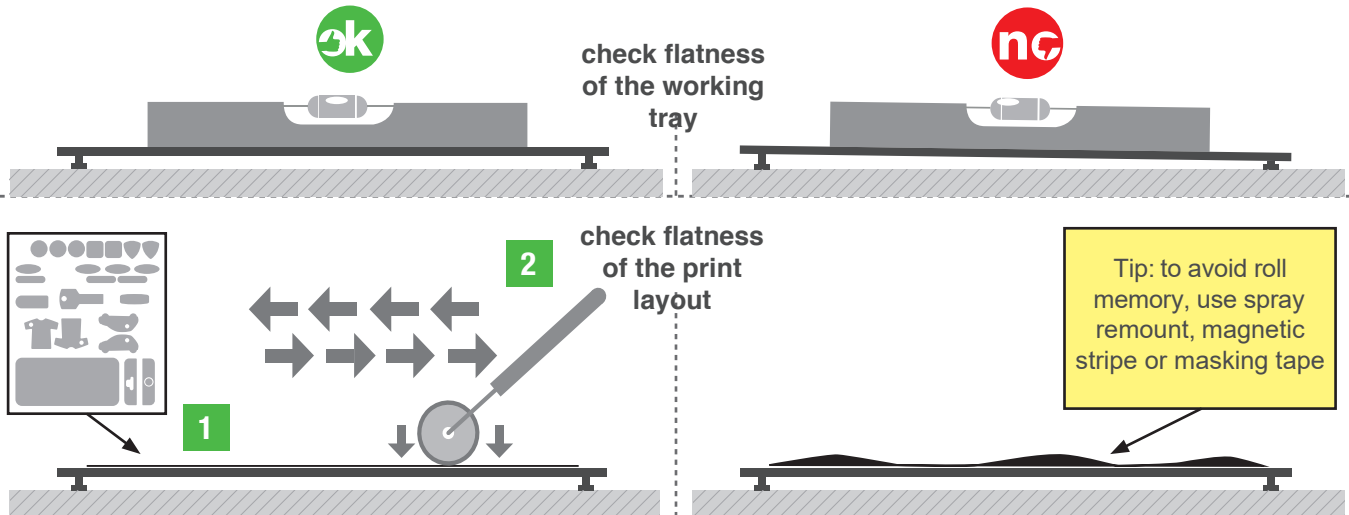 ok
check flatness
of the working
tray
no
check flatness
of the print
layout
2
1
Tip: to avoid roll
memory, use spray
remount, magnetic
stripe or masking tape